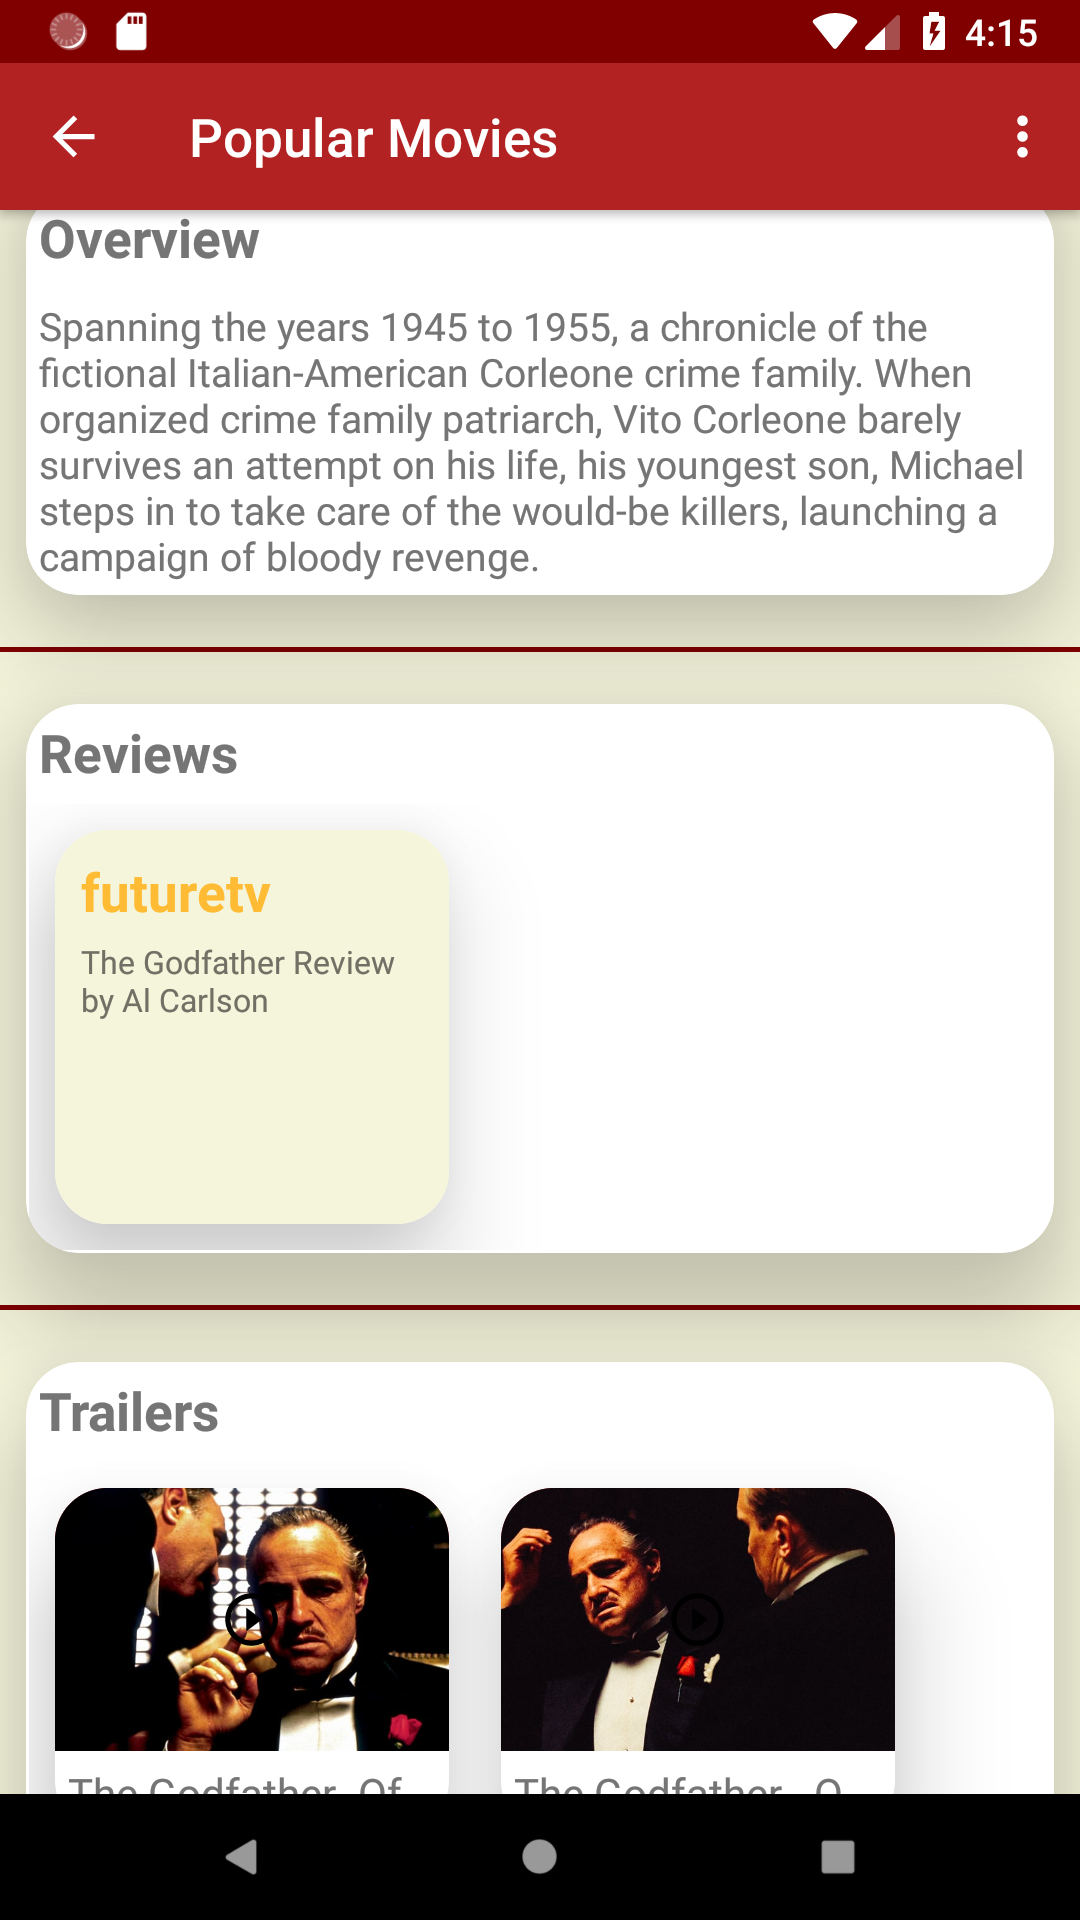 4:15
Popular Movies
Overview
Spanning the years 1945 to 1955, a chronicle of the
fictional Italian-American Corleone crime family. When
organized crime family patriarch, Vito Corleone barely
survives an attempt on his life, his youngest son, Michael
steps in to take care of the would-be killers, launching a
campaign of bloody revenge.
Reviews
futuretv
The Godfather Review
by Al Carlson
Trailers
The Godfather Of
The Godfather O